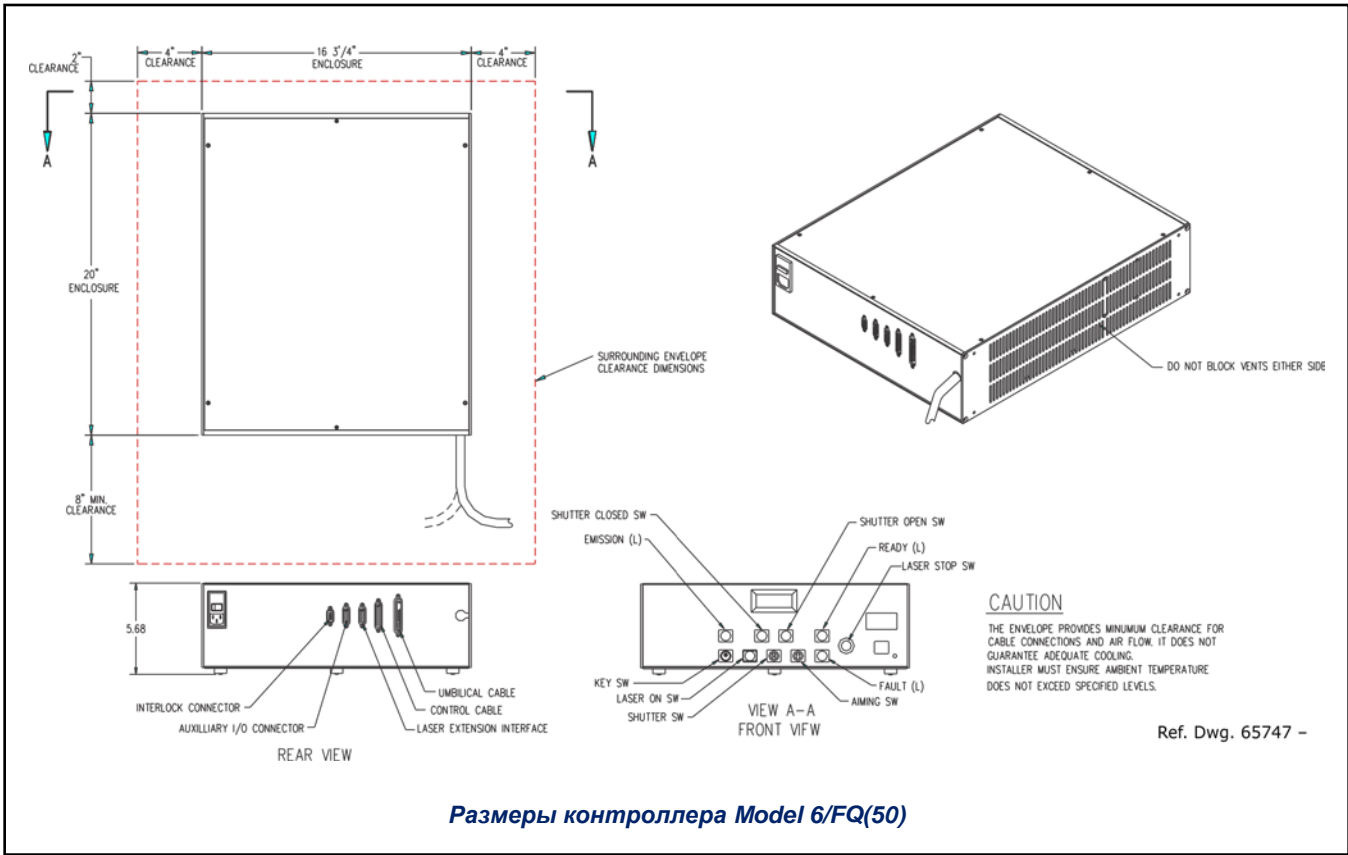 2"
CLEARANCE
4"
CLEARANCE
16 3/4"
ENCLOSURE
4"
CLEARANCE
A
A
20"
ENCLOSURE
SURROUNDING ENVELOPE
CLEARANCE DIMENSIONS
DO NOT BLOCK VENTS EITHER SIDE
8" MIN.
CLEARANCE
SHUTTER CLOSED SW
EMISSION (L)
SHUTTER OPEN SW
READY (L)
LASER STOP SW
5.68
KEY SW
LASER ON SW
SHUTTER SW
FAULT (L)
AIMING SW
VIEW A-A
FRONT VIFW
UMBILICAL CABLE
CONTROL CABLE
INTERLOCK CONNECTOR
AUXILLIARY I/O CONNECTOR
LASER EXTENSION INTERFACE
REAR VIEW
CAUTION
THE ENVELOPE PROVIDES MINUMUM CLEARANCE FOR
CABLE CONNECTIONS AND AIR FLOW. IT DOES NOT
GUARANTEE ADEQUATE COOLING.
INSTALLER MUST ENSURE AMBIENT TEMPERATURE
DOES NOT EXCEED SPECIFIED LEVELS.
Ref. Dwg. 65747 –
Размеры контроллера Model 6/FQ(50)